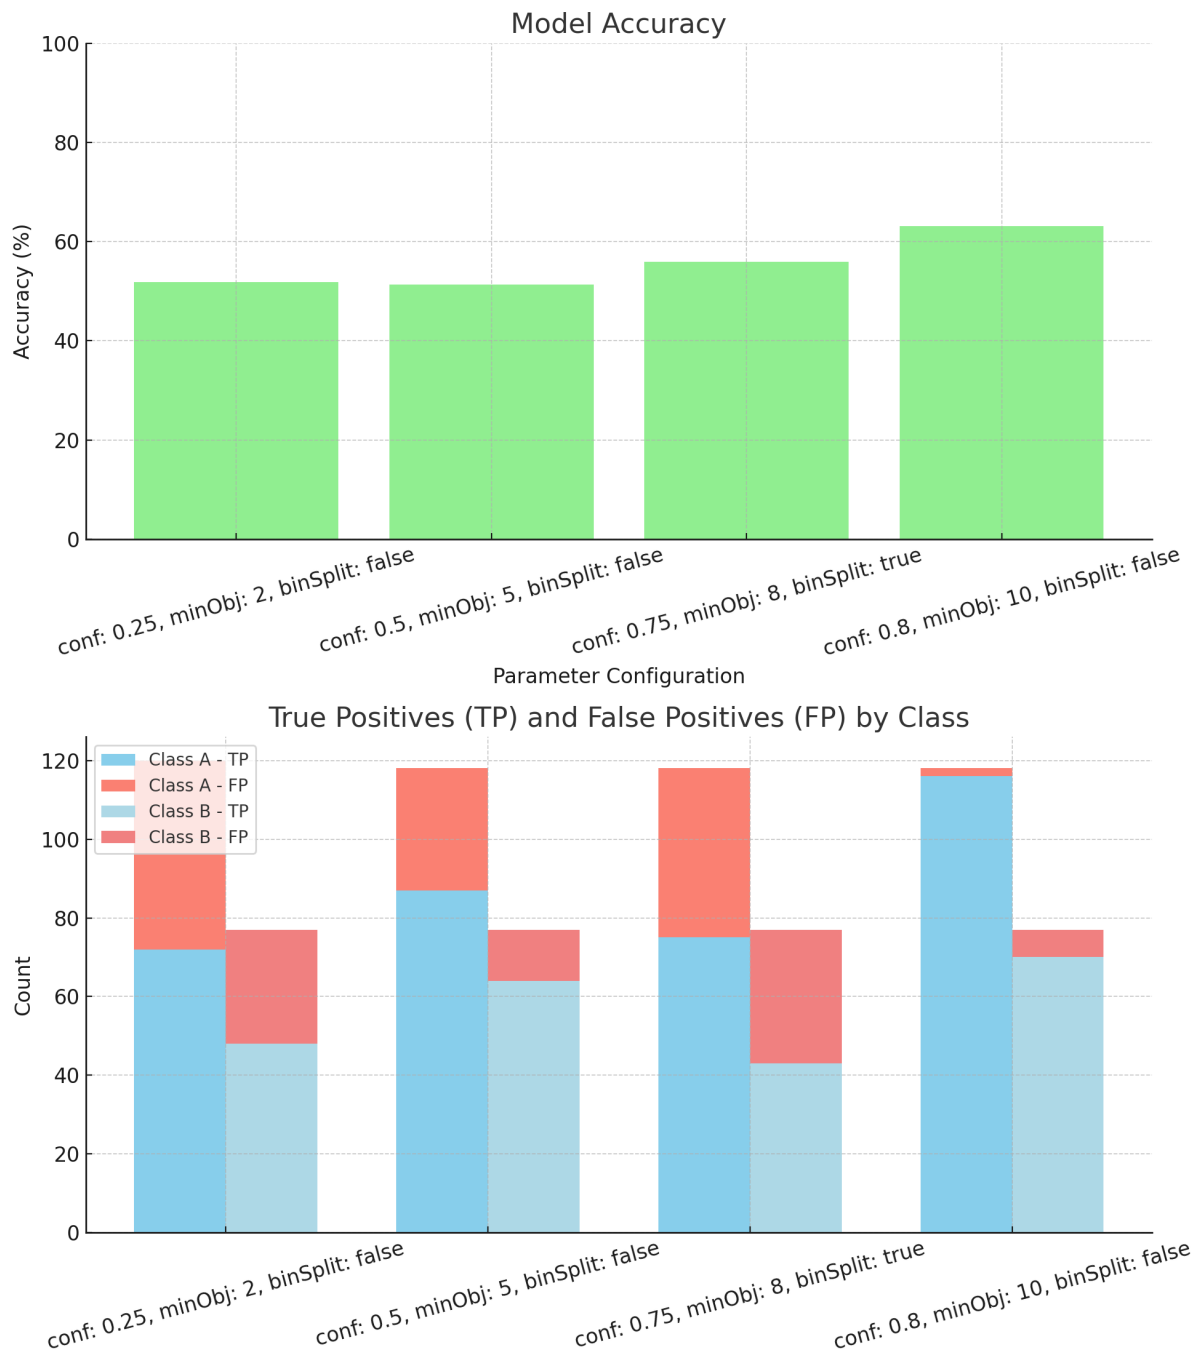 Model Accuracy
100
80
60
40
20
0
Accuracy (%)
conf: 0.25, minObj: 2, binSplit: false
conf: 0.5, minObj: 5, binSplit: false
conf: 0.75, minObj: 8, binSplit: true
conf: 0.8, minObj: 10, binSplit: false
Parameter Configuration
True Positives (TP) and False Positives (FP) by Class
Class A - TP
Class A - FP
Class B - TP
Class B - FP
120
100
80
60
40
20
0
Count
conf: 0.25, minObj: 2, binSplit: false
conf: 0.5, minObj: 5, binSplit: false
conf: 0.75, minObj: 8, binSplit: true
conf: 0.8, minObj: 10, binSplit: false